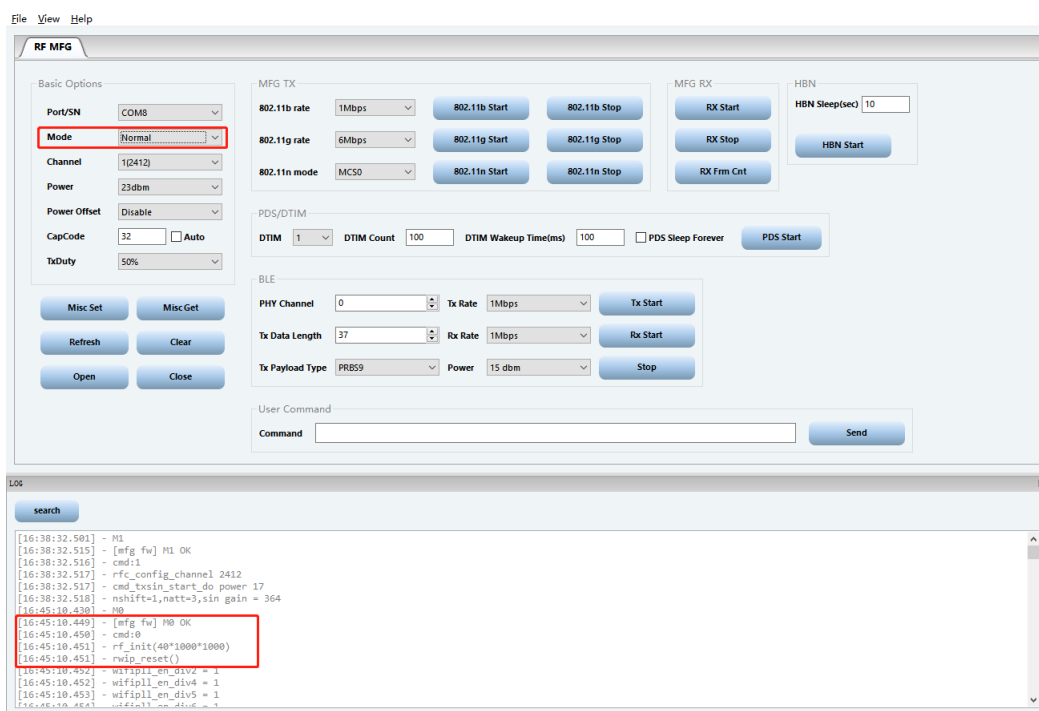 File View Help
RF MFG
Basic Options
Port/SN COM8
Mode Normal
Channel 1(2412)
Power 23dbm
Power Offset Disable
CapCode 32 Auto
TxDuty 50%
Misc Set Misc Get
Refresh Clear
Open Close
MFG TX
802.11b rate 1Mbps 802.11b Start 802.11b Stop
802.11g rate 6Mbps 802.11g Start 802.11g Stop
802.11n mode MCS0 802.11n Start 802.11n Stop
MFG RX
RX Start
RX Stop
RX Frm Cnt
HBN
HBN Sleep(sec) 10
HBN Start
PDS/DTIM
DTIM 1 DTIM Count 100 DTIM Wakeup Time(ms) 100 PDS Sleep Forever PDS Start
BLE
PHY Channel 0 Tx Rate 1Mbps Tx Start
Tx Data Length 37 Rx Rate 1Mbps Rx Start
Tx Payload Type PRBS9 Power 15 dbm Stop
User Command
Command Send
LOG
search
[16:38:32.501] - M1
[16:38:32.515] - [mfg fw] M1 OK
[16:38:32.516] - cmd:1
[16:38:32.517] - rfc_config_channel 2412
[16:38:32.517] - cmd_txsin_start_do power 17
[16:38:32.518] - nshift=1,natt=3,sin gain = 364
[16:45:10.430] - M0
[16:45:10.449] - [mfg fw] M0 OK
[16:45:10.450] - cmd:0
[16:45:10.451] - rf_init(40*1000*1000)
[16:45:10.451] - rwip_reset()
[16:45:10.452] - wifipll_en_div2 = 1
[16:45:10.452] - wifipll_en_div4 = 1
[16:45:10.453] - wifipll_en_div5 = 1
[16:45:10.454] - wifipll_en_div6 = 1